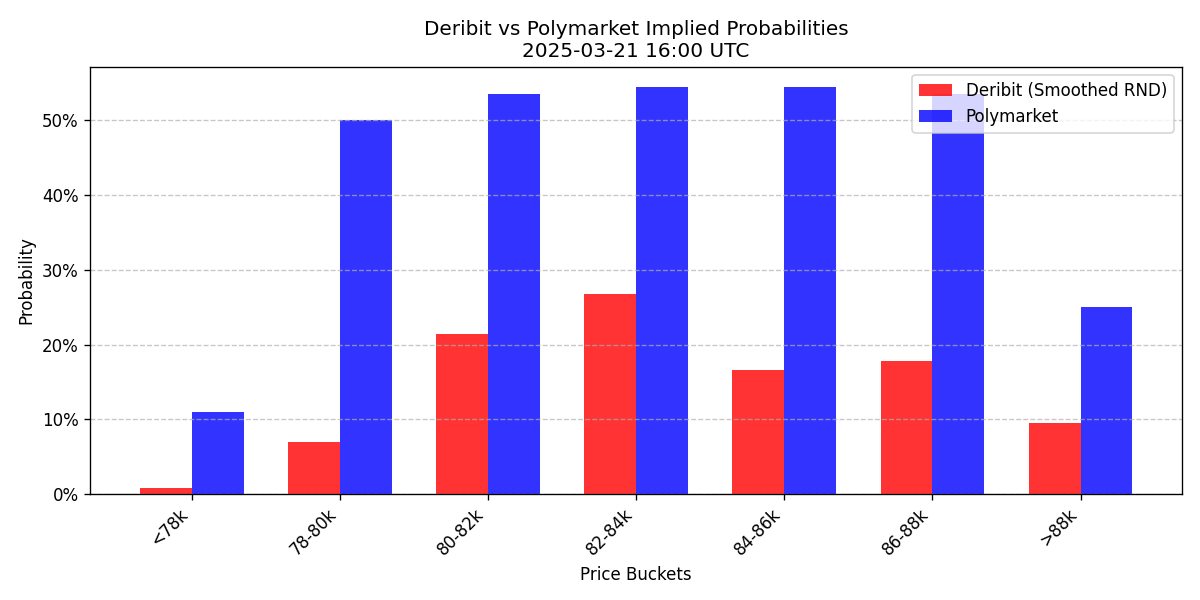 Deribit vs Polymarket Implied Probabilities
2025-03-21 16:00 UTC
Deribit (Smoothed RND)
Polymarket
Probability
50%
40%
30%
20%
10%
0%
<78k
78-80k
80-82k
82-84k
84-86k
86-88k
>88k
Price Buckets